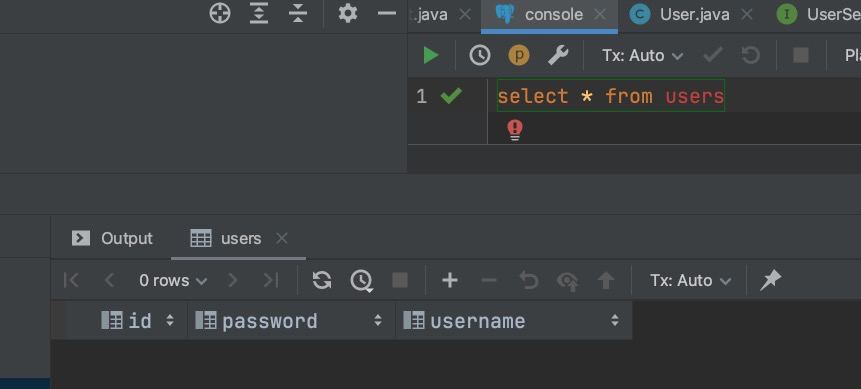 .java
console
User.java
UserSe
Tx: Auto
Pla
1 select * from users
Output
users
0 rows
Tx: Auto
id
password
username